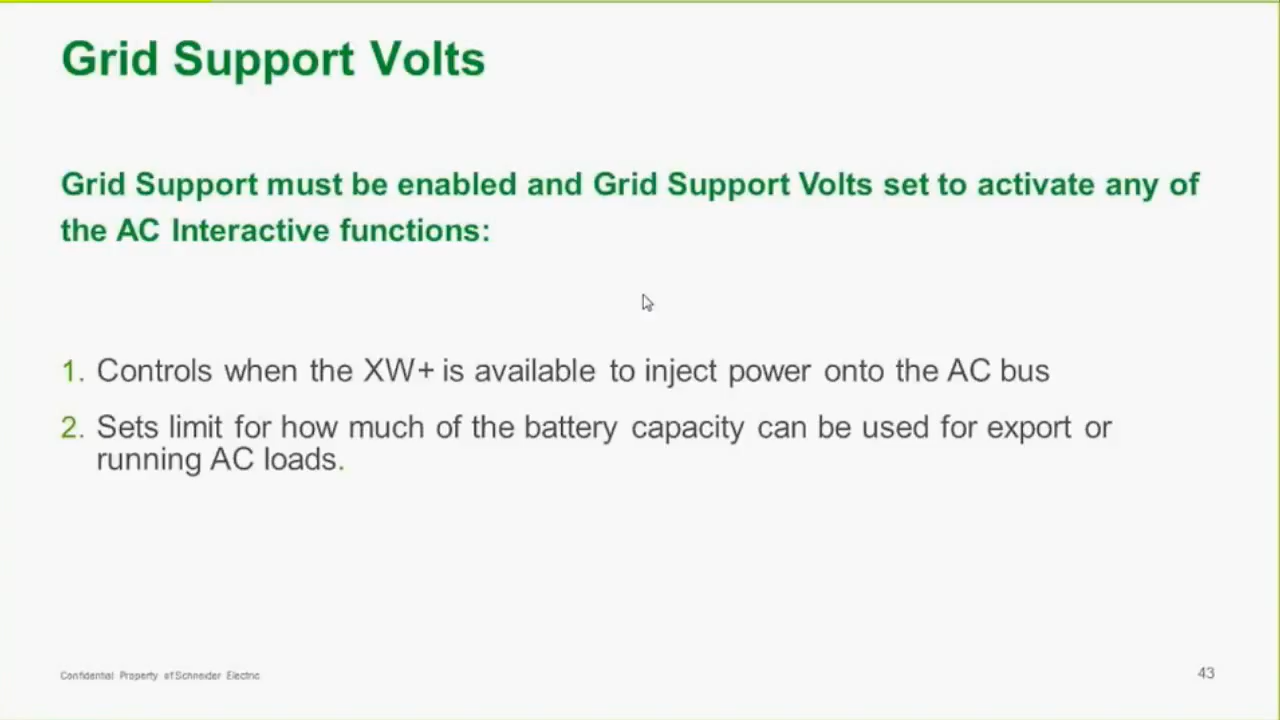 Grid Support Volts
Grid Support must be enabled and Grid Support Volts set to activate any of
the AC Interactive functions:
1. Controls when the XW+ is available to inject power onto the AC bus
2. Sets limit for how much of the battery capacity can be used for export or
running AC loads.
Confidential Property of Schneider Electric
43